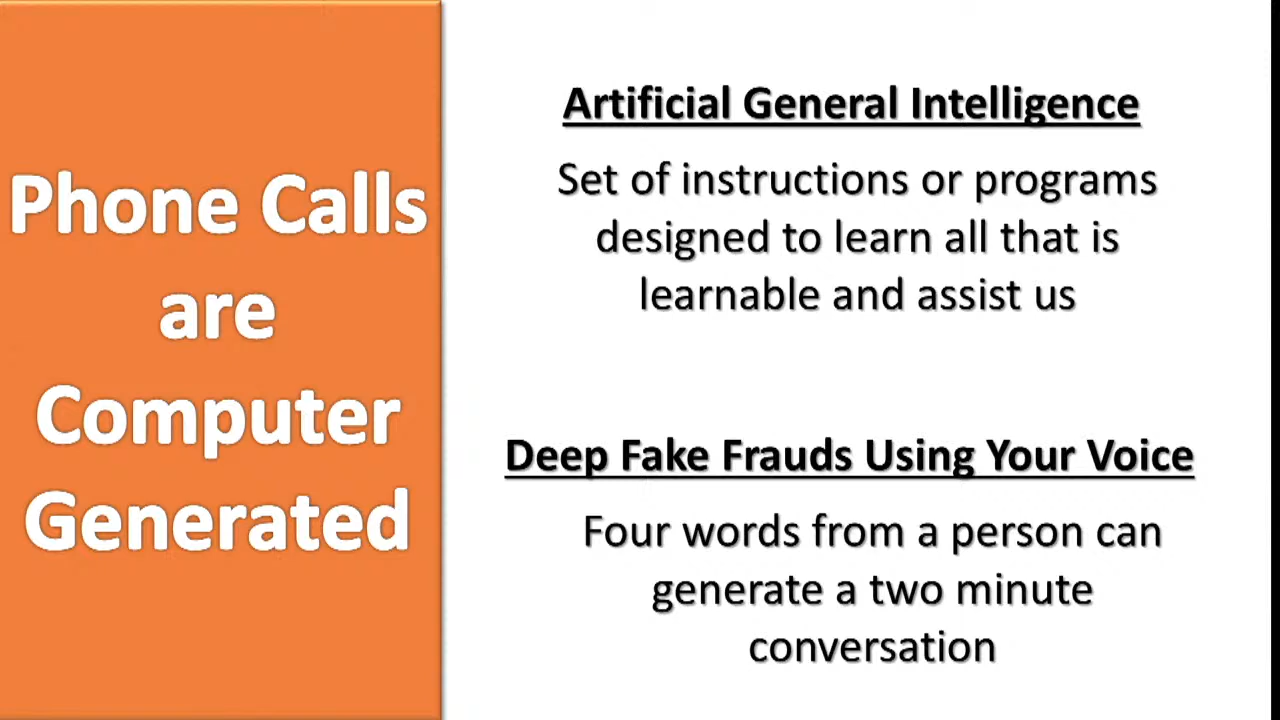 Phone Calls
are
Computer
Generated
Artificial General Intelligence
Set of instructions or programs
designed to learn all that is
learnable and assist us
Deep Fake Frauds Using Your Voice
Four words from a person can
generate a two minute
conversation